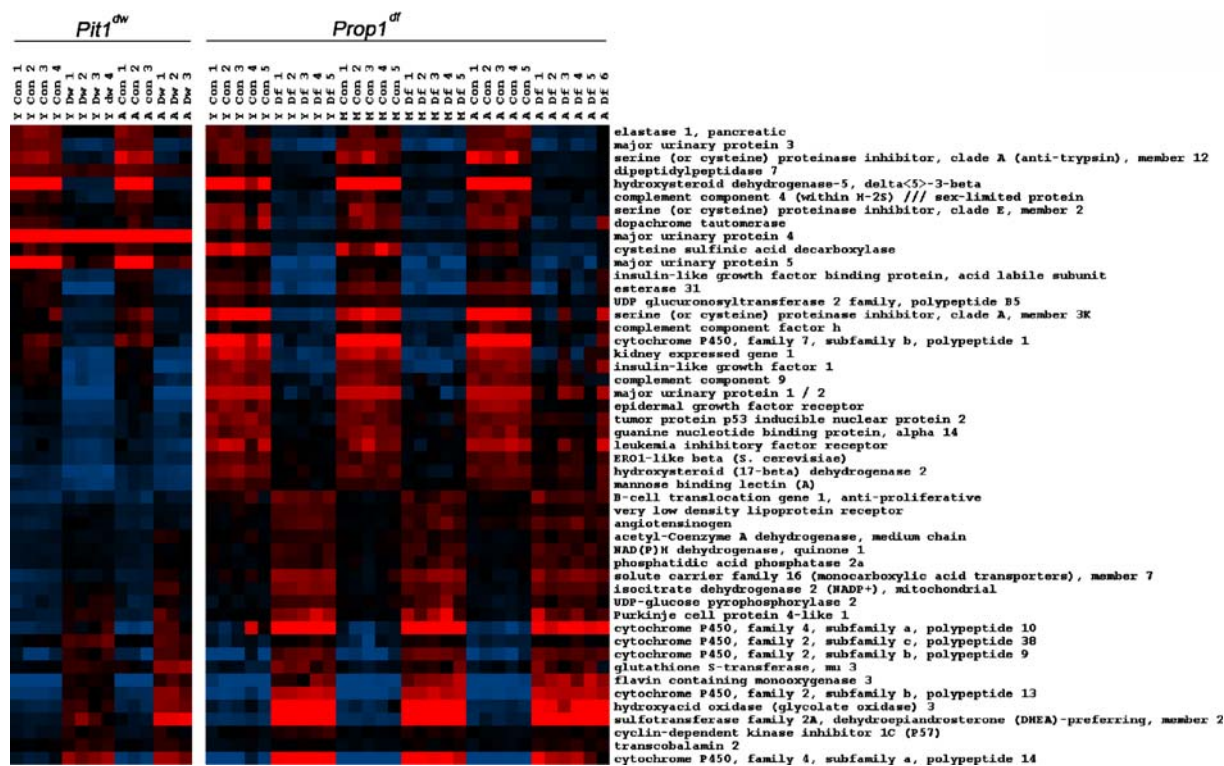 Pit1dw
Prop1df
Y Con 1
Y Con 2
Y Con 3
Y Con 4
Y Dw 1
Y Dw 2
Y Dw 3
Y dw 4
A Con 1
A Con 2
A con 3
A Dw 1
A Dw 2
A Dw 3
Y Con 1
Y Con 2
Y Con 3
Y Con 4
Y Con 5
Y Df 1
Y Df 2
Y Df 3
Y Df 4
Y Df 5
M Con 1
M Con 2
M Con 3
M Con 4
M Con 5
M Df 1
M Df 2
M Df 3
M Df 4
M Df 5
A Con 1
A Con 2
A Con 3
A Con 4
A Con 5
A Df 1
A Df 2
A Df 3
A Df 4
A Df 5
A Df 6
elastase 1, pancreatic
major urinary protein 3
serine (or cysteine) proteinase inhibitor, clade A (anti-trypsin), member 12
dipeptidylpeptidase 7
hydroxysteroid dehydrogenase-5, delta<5>-3-beta
complement component 4 (within H-2S) /// sex-limited protein
serine (or cysteine) proteinase inhibitor, clade E, member 2
dopachrome tautomerase
major urinary protein 4
cysteine sulfinic acid decarboxylase
major urinary protein 5
insulin-like growth factor binding protein, acid labile subunit
esterase 31
UDP glucuronosyltransferase 2 family, polypeptide B5
serine (or cysteine) proteinase inhibitor, clade A, member 3K
complement component factor h
cytochrome P450, family 7, subfamily b, polypeptide 1
kidney expressed gene 1
insulin-like growth factor 1
complement component 9
major urinary protein 1 / 2
epidermal growth factor receptor
tumor protein p53 inducible nuclear protein 2
guanine nucleotide binding protein, alpha 14
leukemia inhibitory factor receptor
ERO1-like beta (S. cerevisiae)
hydroxysteroid (17-beta) dehydrogenase 2
mannose binding lectin (A)
B-cell translocation gene 1, anti-proliferative
very low density lipoprotein receptor
angiotensinogen
acetyl-Coenzyme A dehydrogenase, medium chain
NAD(P)H dehydrogenase, quinone 1
phosphatidic acid phosphatase 2a
solute carrier family 16 (monocarboxylic acid transporters), member 7
isocitrate dehydrogenase 2 (NADP+), mitochondrial
UDP-glucose pyrophosphorylase 2
Purkinje cell protein 4-like 1
cytochrome P450, family 4, subfamily a, polypeptide 10
cytochrome P450, family 2, subfamily c, polypeptide 38
cytochrome P450, family 2, subfamily b, polypeptide 9
glutathione S-transferase, mu 3
flavin containing monooxygenase 3
cytochrome P450, family 2, subfamily b, polypeptide 13
hydroxyacid oxidase (glycolate oxidase) 3
sulfotransferase family 2A, dehydroepiandrosterone (DHEA)-preferring, member 2
cyclin-dependent kinase inhibitor 1C (P57)
transcobalamin 2
cytochrome P450, family 4, subfamily a, polypeptide 14